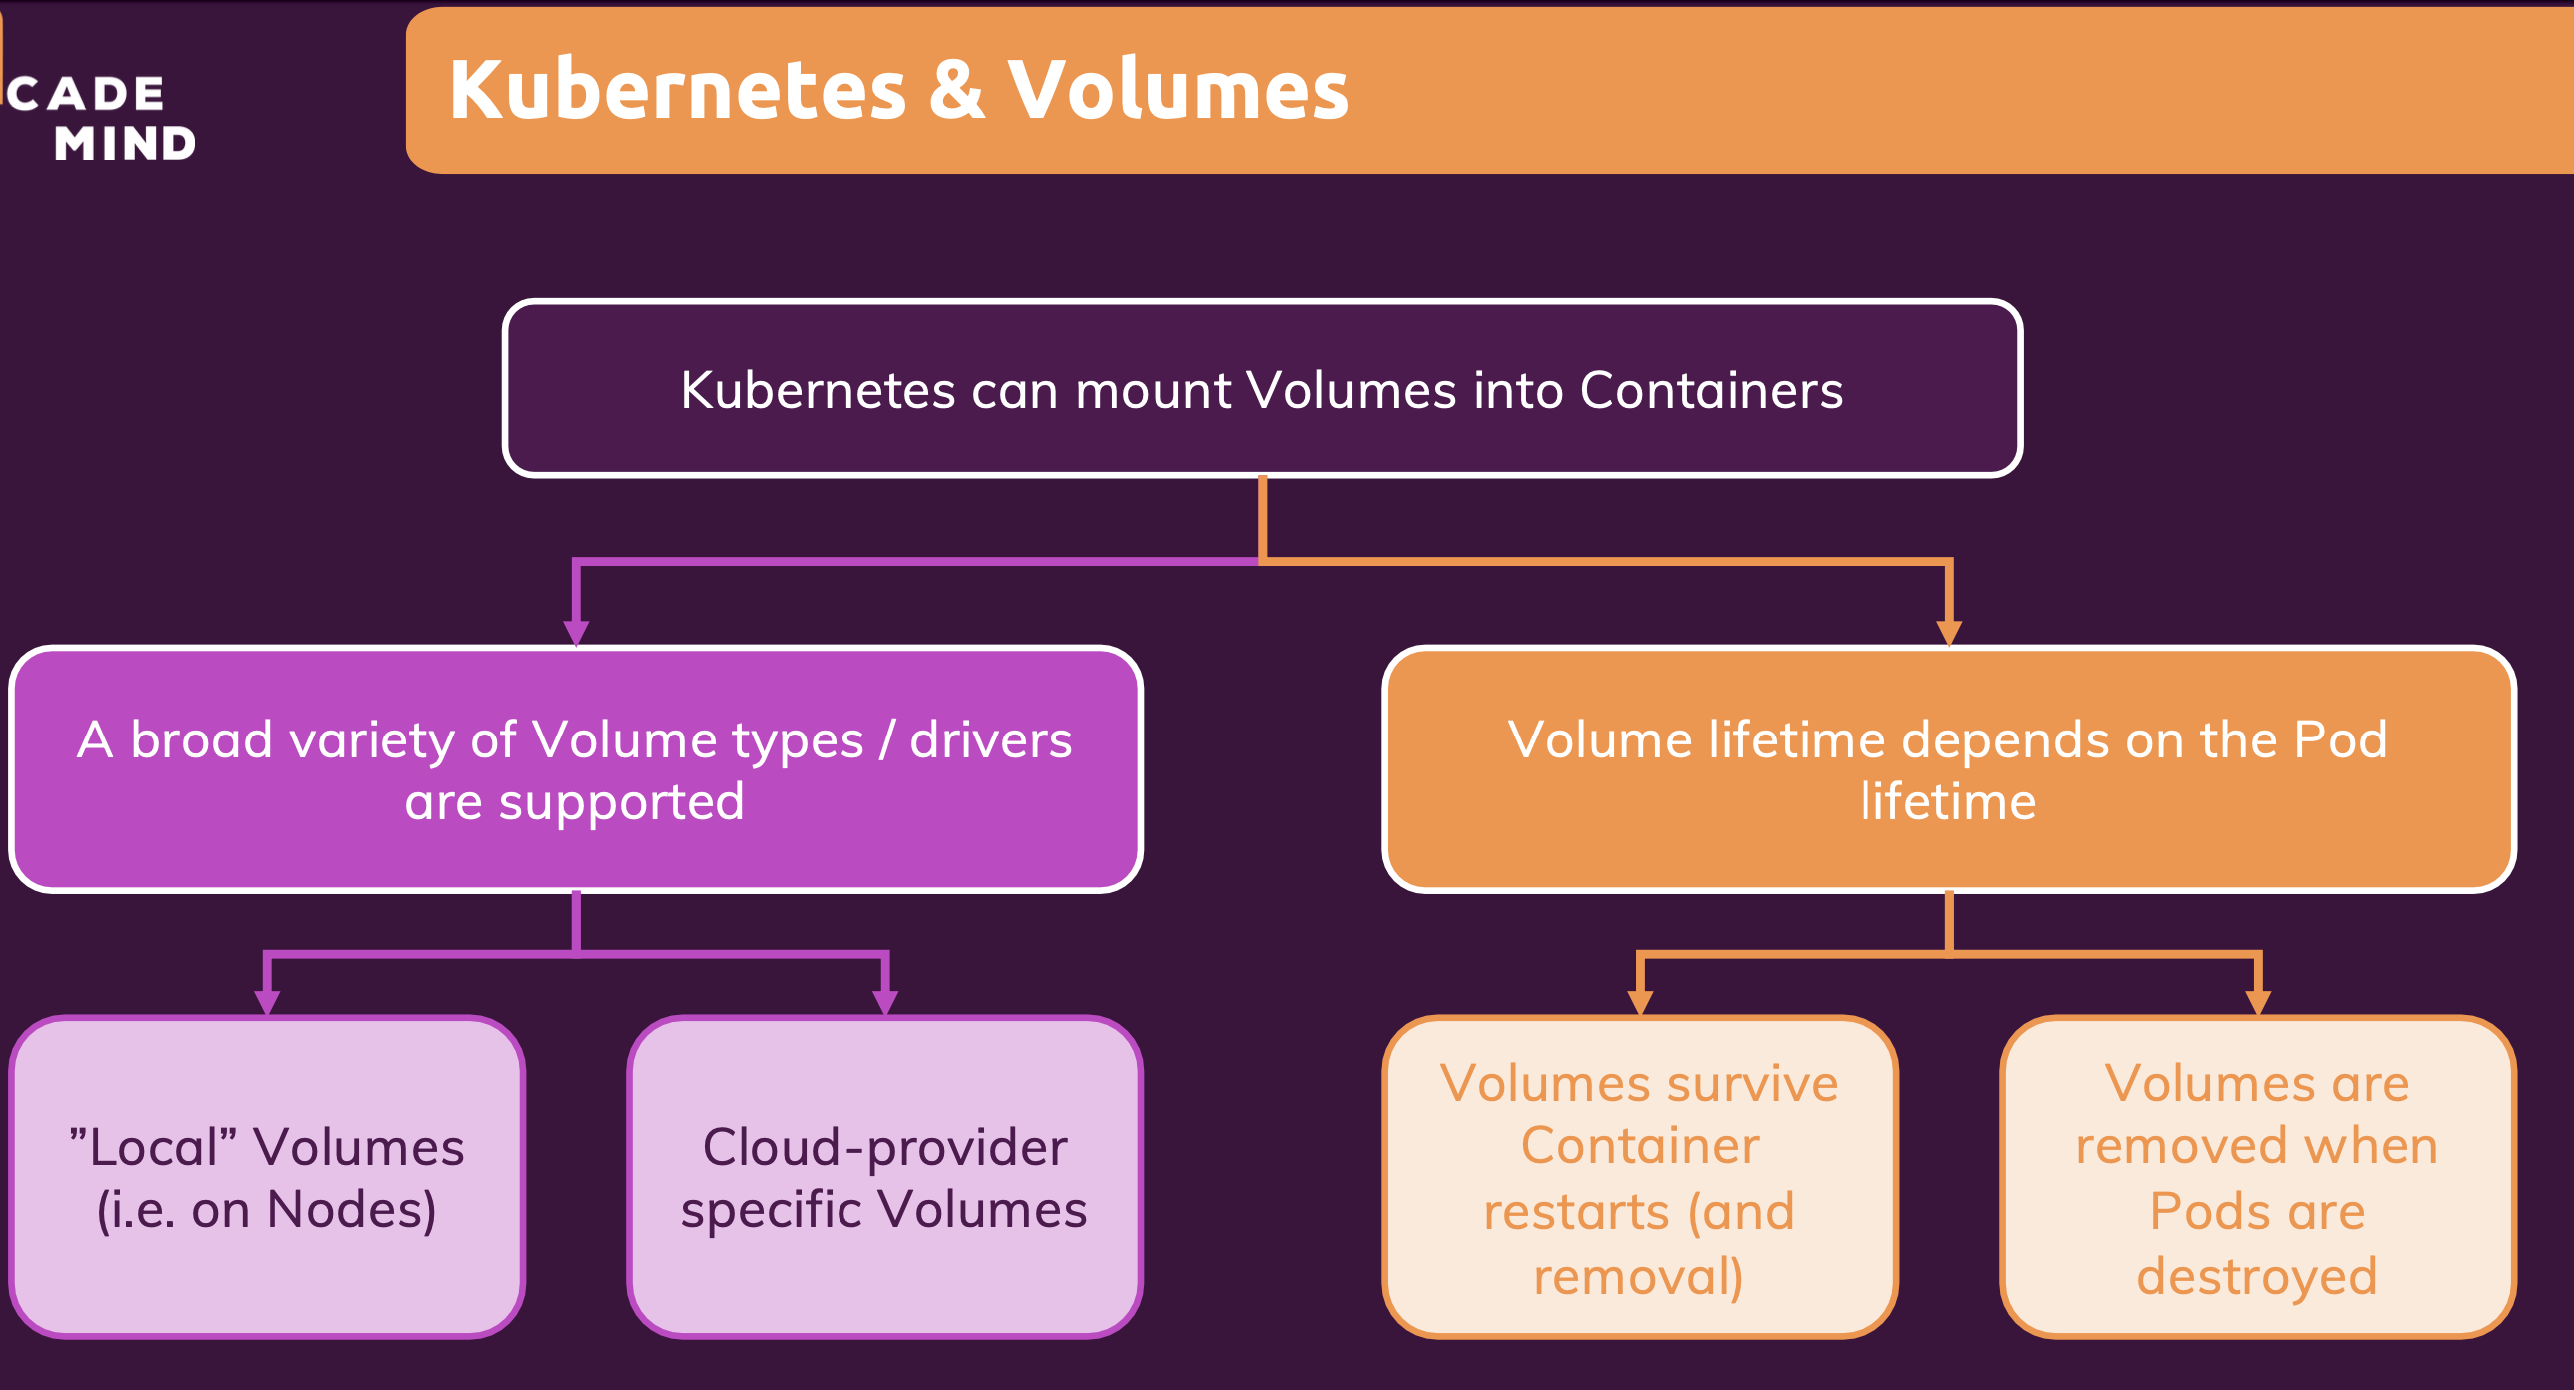 CADE
MIND
Kubernetes & Volumes
Kubernetes can mount Volumes into Containers
A broad variety of Volume types / drivers
are supported
Volume lifetime depends on the Pod
lifetime
”Local” Volumes
(i.e. on Nodes)
Cloud-provider
specific Volumes
Volumes survive
Container
restarts (and
removal)
Volumes are
removed when
Pods are
destroyed